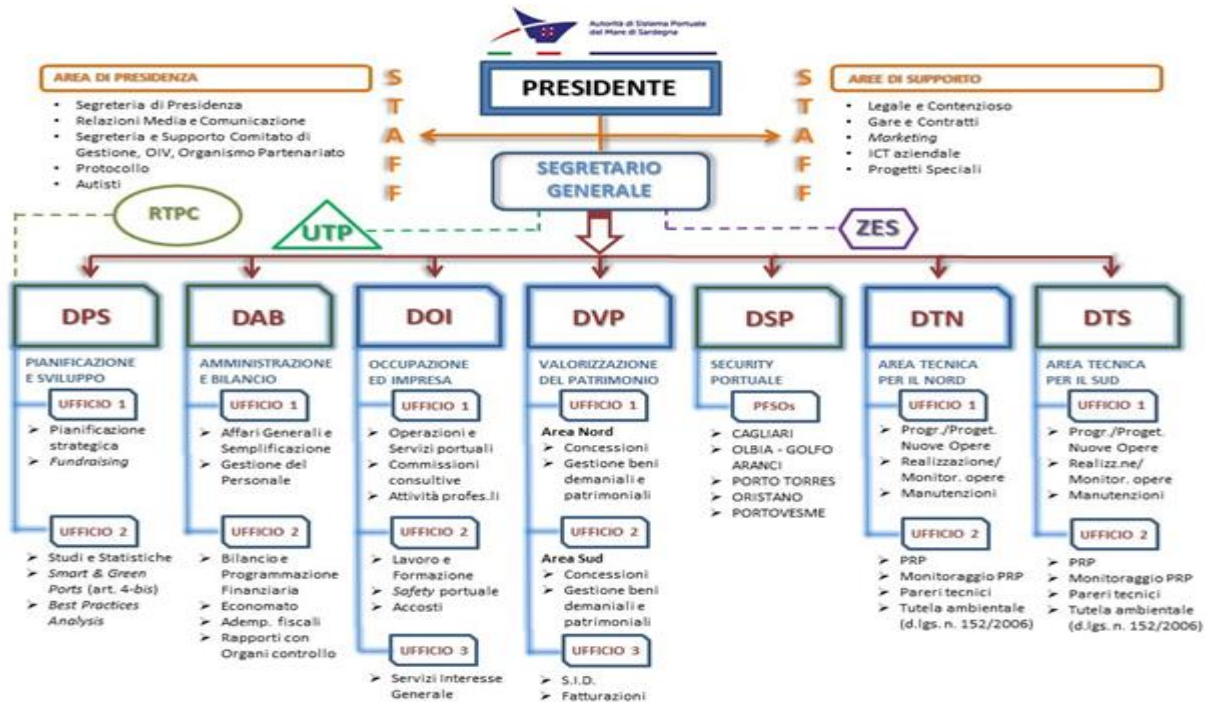 Autorità di Sistema Portuale
del Mare di Sardegna
PRESIDENTE
AREA DI PRESIDENZA
• Segreteria di Presidenza
• Relazioni Media e Comunicazione
• Segreteria e Supporto Comitato di
Gestione, OIV, Organismo Partenariato
• Protocollo
• Autisti
STAFF
STAFF
AREE DI SUPPORTO
• Legale e Contenzioso
• Gare e Contratti
• Marketing
• ICT aziendale
• Progetti Speciali
SEGRETARIO
GENERALE
RTPC
UTP
ZES
DPS
PIANIFICAZIONE
E SVILUPPO
UFFICIO 1
➢ Pianificazione
strategica
➢ Fundraising
UFFICIO 2
➢ Studi e Statistiche
➢ Smart & Green
Ports (art. 4-bis)
➢ Best Practices
Analysis
DAB
AMMINISTRAZIONE
E BILANCIO
UFFICIO 1
➢ Affari Generali e
Semplificazione
➢ Gestione del
Personale
UFFICIO 2
➢ Bilancio e
Programmazione
Finanziaria
➢ Economato
➢ Ademp. fiscali
➢ Rapporti con
Organi controllo
DOI
OCCUPAZIONE
ED IMPRESA
UFFICIO 1
➢ Operazioni e
Servizi portuali
➢ Commissioni
consultive
➢ Attività profes.li
UFFICIO 2
➢ Lavoro e
Formazione
➢ Safety portuale
➢ Accosti
UFFICIO 3
➢ Servizi Interesse
Generale
DVP
VALORIZZAZIONE
DEL PATRIMONIO
UFFICIO 1
Area Nord
➢ Concessioni
➢ Gestione beni
demaniali e
patrimoniali
UFFICIO 2
Area Sud
➢ Concessioni
➢ Gestione beni
demaniali e
patrimoniali
UFFICIO 3
➢ S.I.D.
➢ Fatturazioni
DSP
SECURITY
PORTUALE
PFSOs
➢ CAGLIARI
➢ OLBIA - GOLFO
ARANCI
➢ PORTO TORRES
➢ ORISTANO
➢ PORTOVESME
DTN
AREA TECNICA
PER IL NORD
UFFICIO 1
➢ Progr./Proget.
Nuove Opere
➢ Realizzazione/
Monitor. opere
➢ Manutenzioni
UFFICIO 2
➢ PRP
➢ Monitoraggio PRP
➢ Pareri tecnici
➢ Tutela ambientale
(d.lgs. n. 152/2006)
DTS
AREA TECNICA
PER IL SUD
UFFICIO 1
➢ Progr./Proget.
Nuove Opere
➢ Realizz.ne/
Monitor. opere
➢ Manutenzioni
UFFICIO 2
➢ PRP
➢ Monitoraggio PRP
➢ Pareri tecnici
➢ Tutela ambientale
(d.lgs. n. 152/2006)